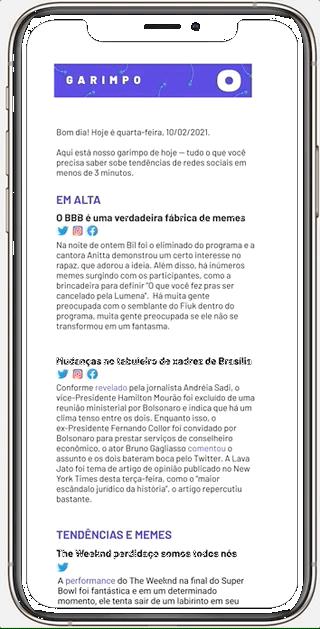 GARIMPO
Bom dia! Hoje é quarta-feira, 10/02/2021.
Aqui está nosso garimpo de hoje — tudo o que você
precisa saber sobe tendências de redes sociais em
menos de 3 minutos.
EM ALTA
O BBB é uma verdadeira fábrica de memes
Na noite de ontem Bil foi o eliminado do programa e a
cantora Anitta demonstrou um certo interesse no
rapaz, que adorou a ideia. Além disso, há inúmeros
memes surgindo com os participantes, como a
brincadeira para definir "O que você fez pras ser
cancelado pela Lumena". Há muita gente
preocupada com o semblante do Fiuk dentro do
programa, muita gente preocupada se ele não se
transformou em um fantasma.
Mudanças no tabuleiro de xadrez de Brasília
Conforme revelado pela jornalista Andréia Sadi, o
vice-Presidente Hamilton Mourão foi excluído de uma
reunião ministerial por Bolsonaro e indica que há um
clima tenso entre os dois. Enquanto isso, o
ex-Presidente Fernando Collor foi convidado por
Bolsonaro para prestar serviços de conselheiro
econômico, o ator Bruno Gagliasso comentou o
assunto e os dois bateram boca pelo Twitter. A Lava
Jato foi tema de artigo de opinião publicado no New
York Times desta terça-feira, como o "maior
escândalo jurídico da história", o artigo repercutiu
bastante.
TENDÊNCIAS E MEMES
The Weeknd perdidaço somos todos nós
A performance do The Weeknd na final do Super
Bowl foi fantástica e em um determinado
momento, ele tenta sair de um labirinto em seu